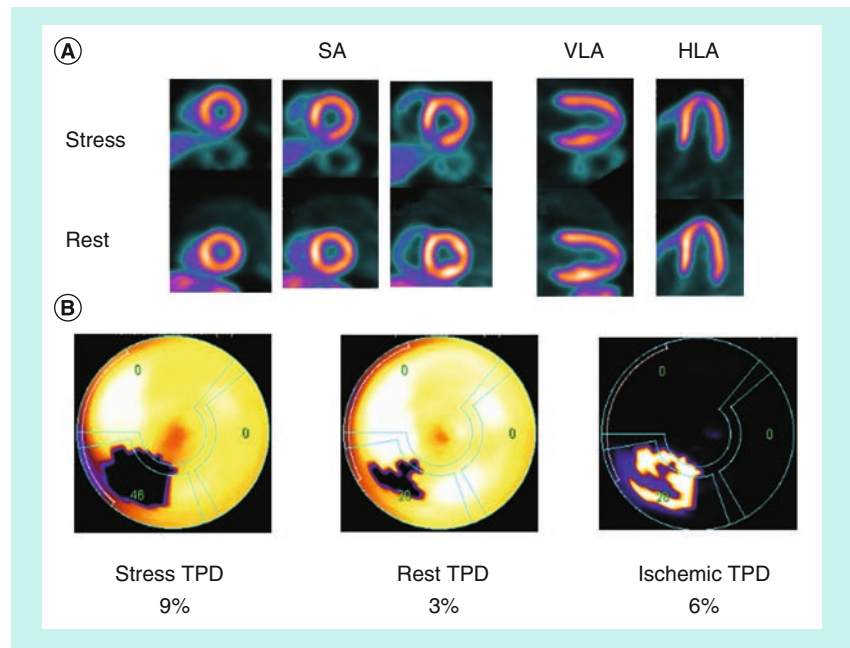 A
SA
VLA
HLA
Stress
Rest
B
0
0
46
0
0
20
0
0
20
Stress TPD
Rest TPD
Ischemic TPD
9%
3%
6%